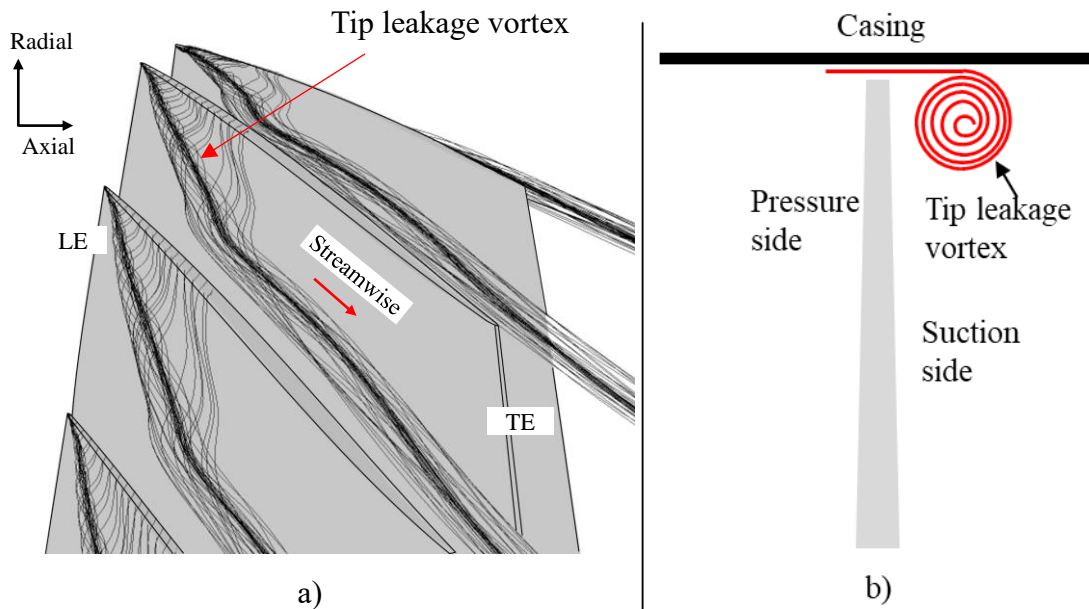 Tip leakage vortex
Radial
Axial
LE
Streamwise
TE
a)
Casing
Pressure
side
Tip leakage
vortex
Suction
side
b)